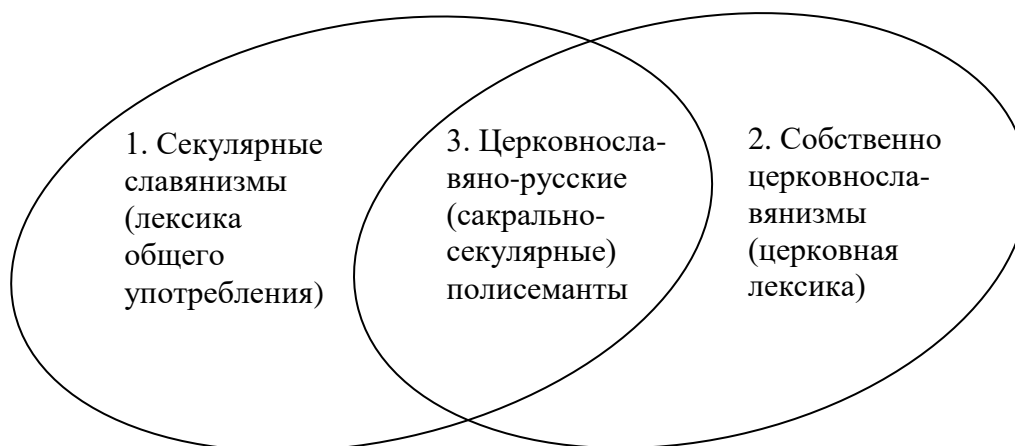 1. Секулярные
славянизмы
(лексика
общего
употребления)
3. Церковносла-
вяно-русские
(сакрально-
секулярные)
полисеманты
2. Собственно
церковносла-
вянизмы
(церковная
лексика)